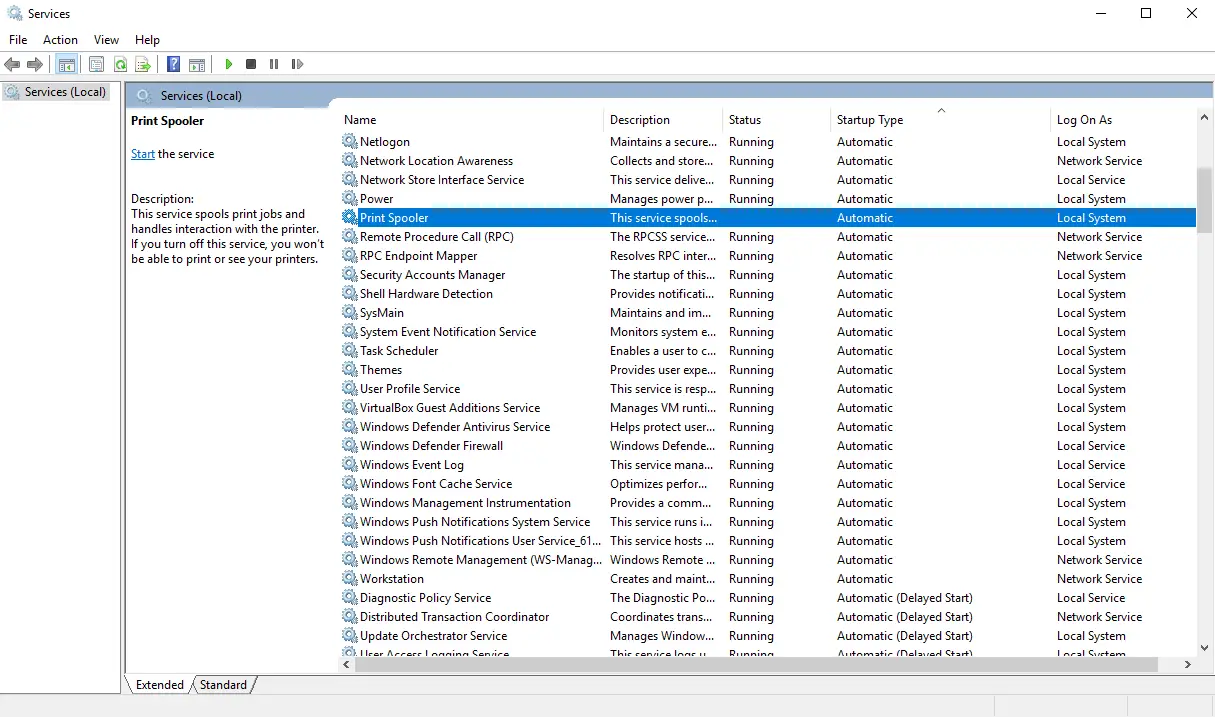 Services
File Action View Help
Services (Local)
Services (Local)
Print Spooler
Start the service
Description:
This service spools print jobs and
handles interaction with the printer.
If you turn off this service, you won't
be able to print or see your printers.
Name Description Status Startup Type Log On As
Netlogon Maintains a secure... Running Automatic Local System
Network Location Awareness Collects and store... Running Automatic Network Service
Network Store Interface Service This service delive... Running Automatic Local Service
Power Manages power p... Running Automatic Local System
Print Spooler This service spools... Automatic Local System
Remote Procedure Call (RPC) The RPCSS service... Running Automatic Network Service
RPC Endpoint Mapper Resolves RPC inter... Running Automatic Network Service
Security Accounts Manager The startup of this... Running Automatic Local System
Shell Hardware Detection Provides notificati... Running Automatic Local System
SysMain Maintains and im... Running Automatic Local System
System Event Notification Service Monitors system e... Running Automatic Local System
Task Scheduler Enables a user to c... Running Automatic Local System
Themes Provides user expe... Running Automatic Local System
User Profile Service This service is resp... Running Automatic Local System
VirtualBox Guest Additions Service Manages VM runti... Running Automatic Local System
Windows Defender Antivirus Service Helps protect user... Running Automatic Local System
Windows Defender Firewall Windows Defende... Running Automatic Local Service
Windows Event Log This service mana... Running Automatic Local Service
Windows Font Cache Service Optimizes perfor... Running Automatic Local Service
Windows Management Instrumentation Provides a comm... Running Automatic Local System
Windows Push Notifications System Service This service runs i... Running Automatic Local System
Windows Push Notifications User Service_61... This service hosts ... Running Automatic Local System
Windows Remote Management (WS-Manag... Windows Remote ... Running Automatic Network Service
Workstation Creates and maint... Running Automatic Network Service
Diagnostic Policy Service The Diagnostic Po... Running Automatic (Delayed Start) Local Service
Distributed Transaction Coordinator Coordinates trans... Running Automatic (Delayed Start) Network Service
Update Orchestrator Service Manages Window... Running Automatic (Delayed Start) Local System
User Access Logging Service This service logs u... Running Automatic (Delayed Start) Local System
Extended Standard